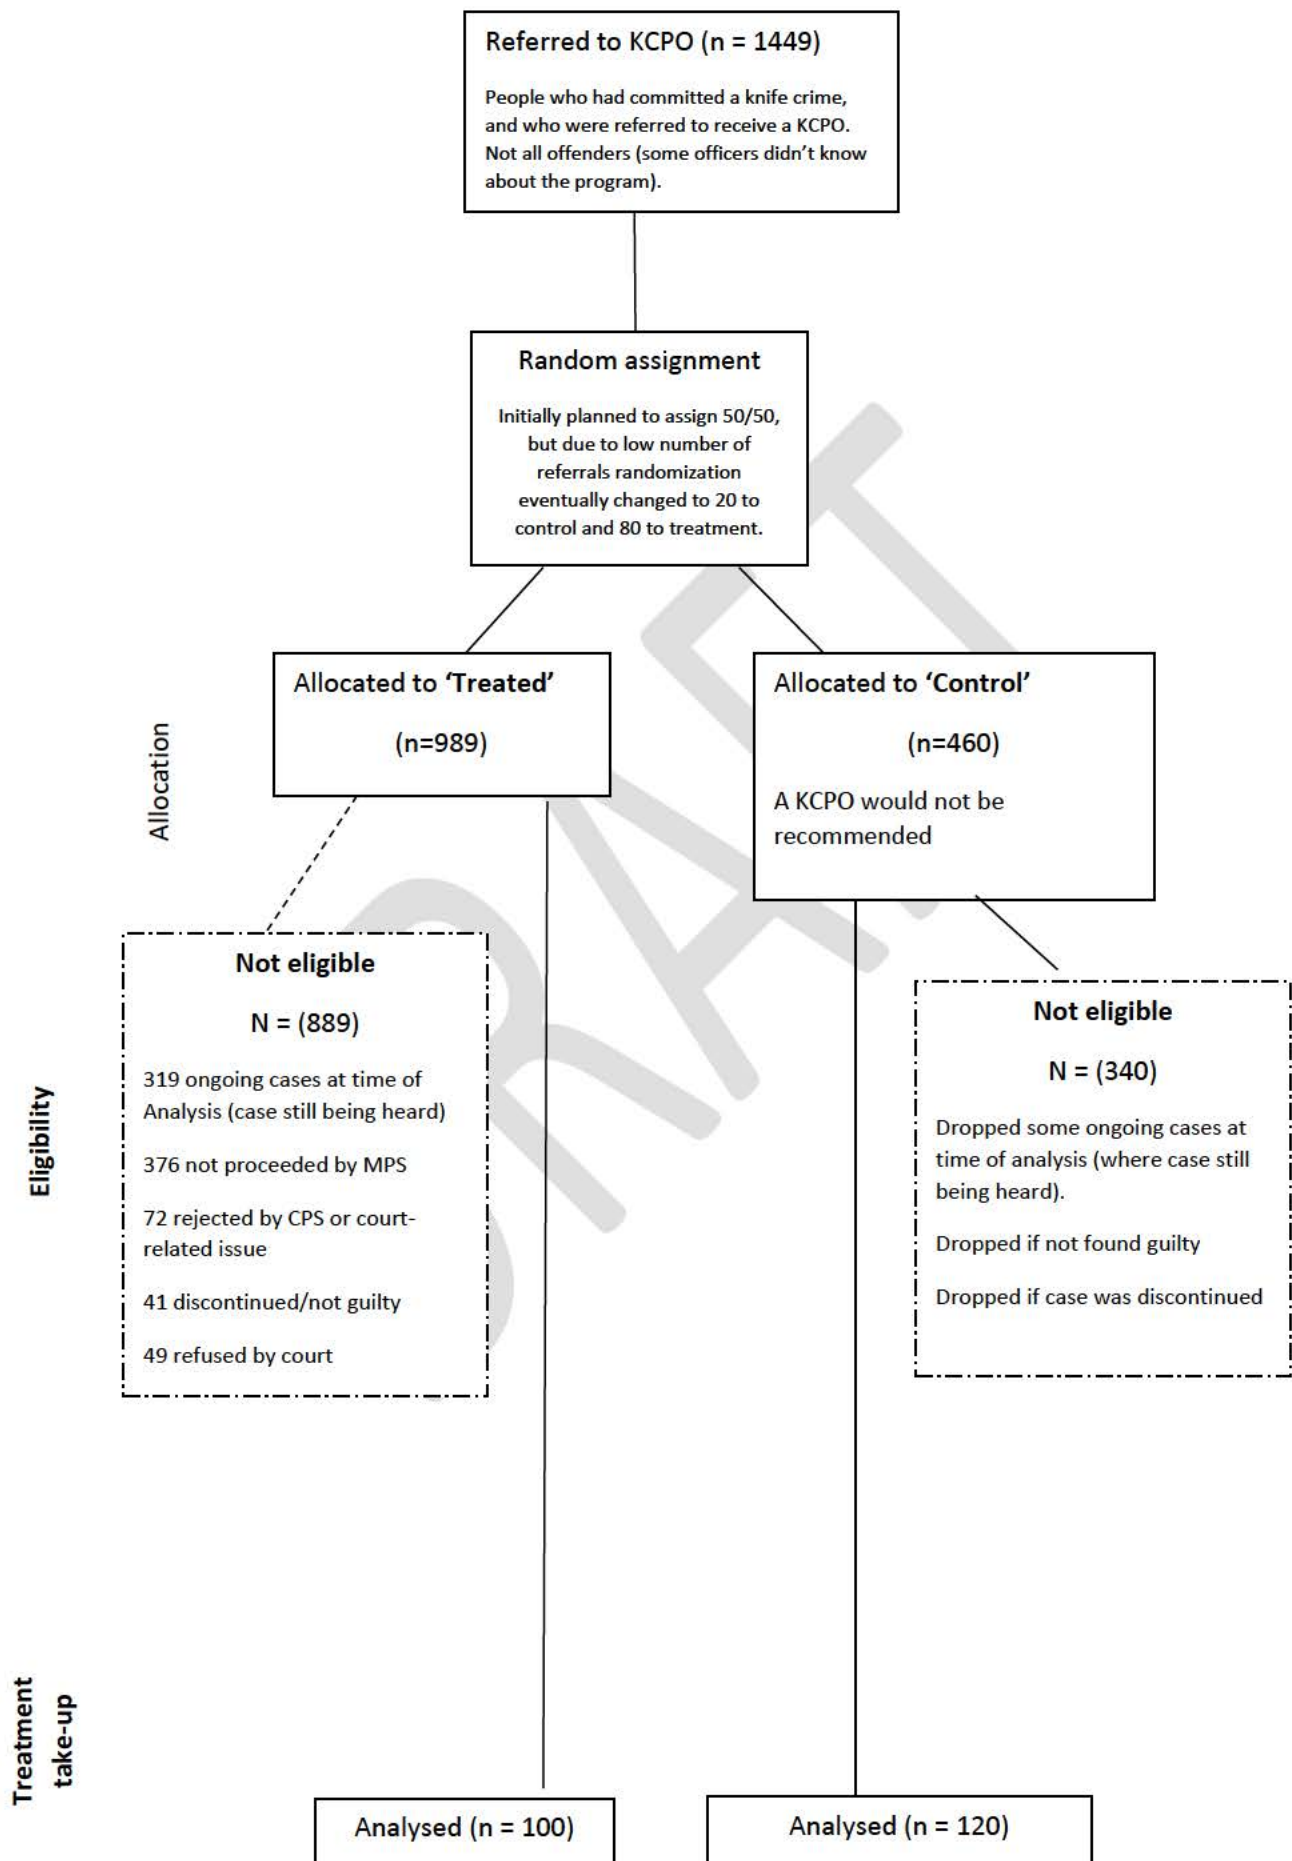 Referred to KCPO (n = 1449)
People who had committed a knife crime,
and who were referred to receive a KCPO.
Not all offenders (some officers didn't know
about the program).
Random assignment
Initially planned to assign 50/50,
but due to low number of
referrals randomization
eventually changed to 20 to
control and 80 to treatment.
Allocation
Allocated to ‘Treated’
(n=989)
Allocated to ‘Control’
(n=460)
A KCPO would not be
recommended
Eligibility
Not eligible
N = (889)
319 ongoing cases at time of
Analysis (case still being heard)
376 not proceeded by MPS
72 rejected by CPS or court-
related issue
41 discontinued/not guilty
49 refused by court
Not eligible
N = (340)
Dropped some ongoing cases at
time of analysis (where case still
being heard).
Dropped if not found guilty
Dropped if case was discontinued
Treatment
take-up
Analysed (n = 100)
Analysed (n = 120)
DRAFT